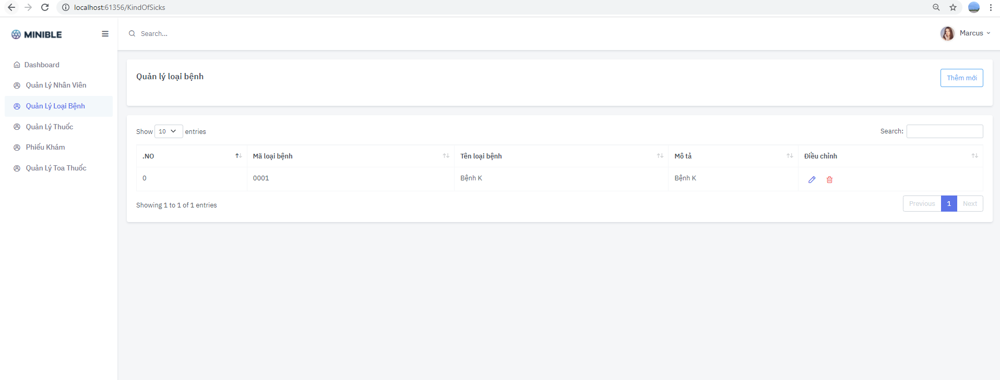 localhost:61356/KindOfSicks
MINIBLE
Search...
Marcus
Dashboard
Quản Lý Nhân Viên
Quản Lý Loại Bệnh
Quản Lý Thuốc
Phiếu Khám
Quản Lý Toa Thuốc
Quản lý loại bệnh
Thêm mới
Show 10 entries
Search:
.NO Mã loại bệnh Tên loại bệnh Mô tả Điều chỉnh
0 0001 Bệnh K Bệnh K
Showing 1 to 1 of 1 entries
Previous 1 Next